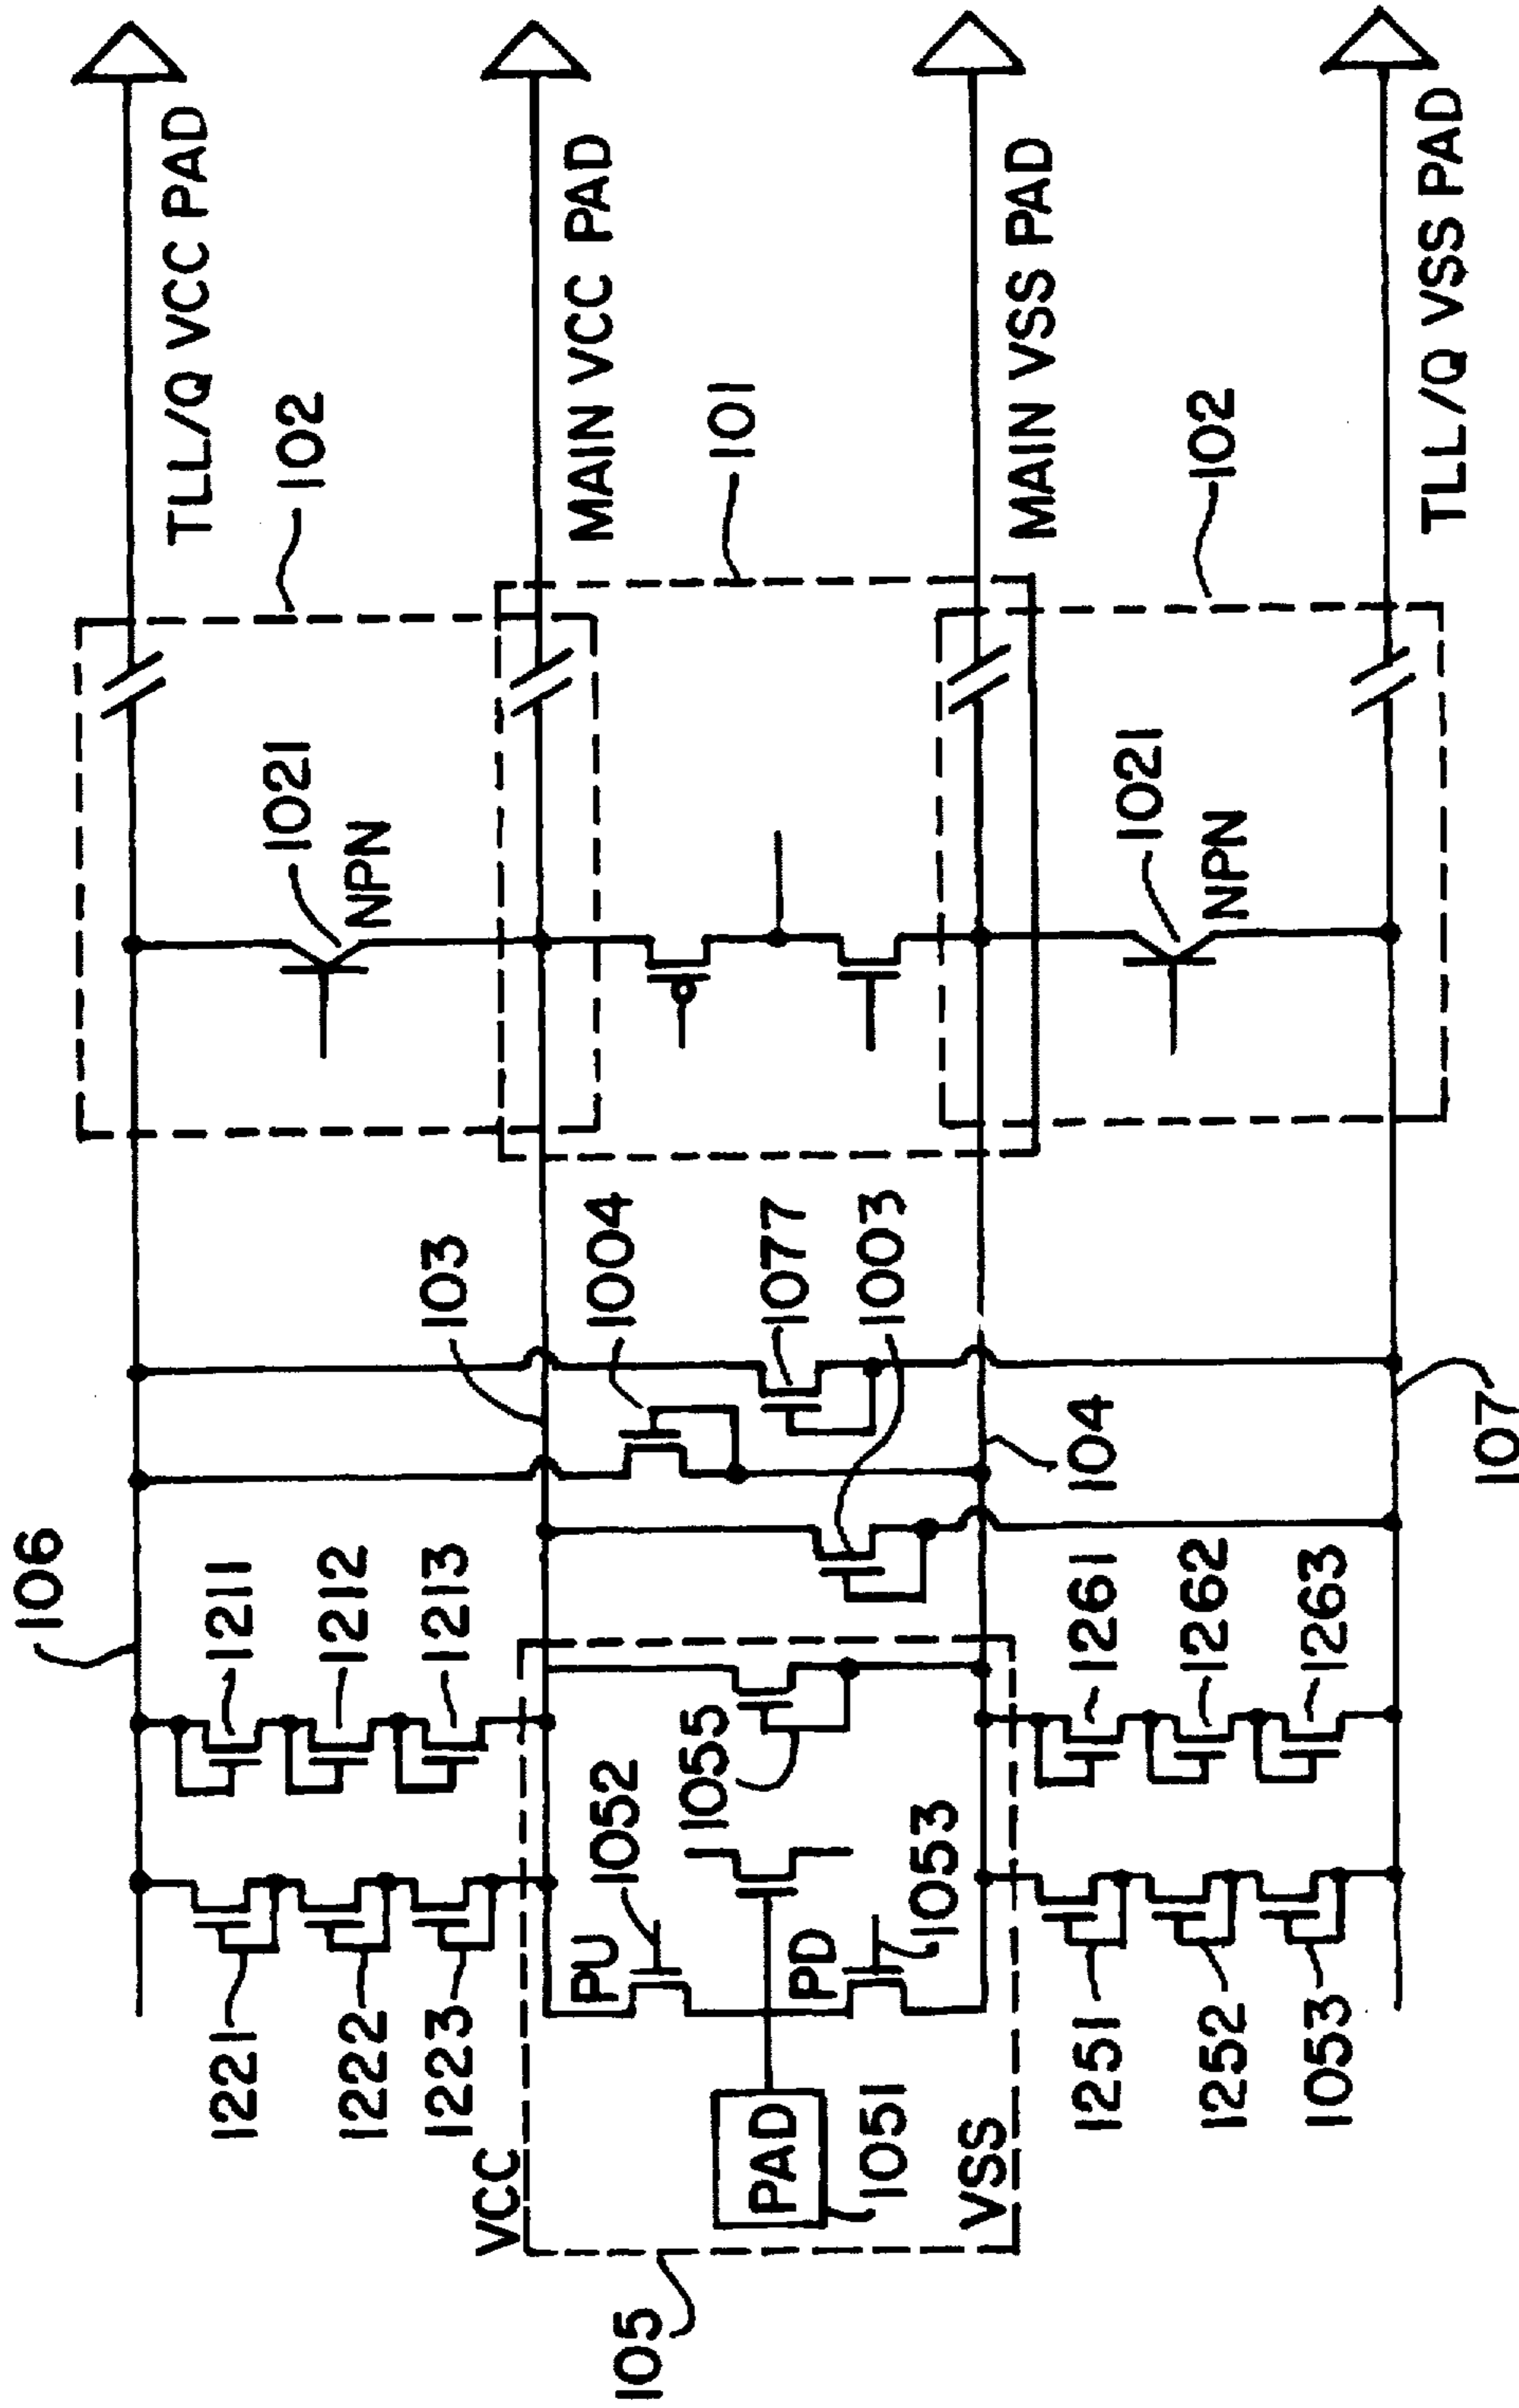 TLL/Q VCC PAD
102
MAIN VCC PAD
101
MAIN VSS PAD
102
TLL/Q VSS PAD
1021
NPN
1021
NPN
103
1004
1077
1003
104
107
106
1211
1212
1213
1261
1262
1263
1055
1052
1053
PU
PD
1221
1222
1223
1251
1252
1053
VCC
PAD
1051
VSS
105